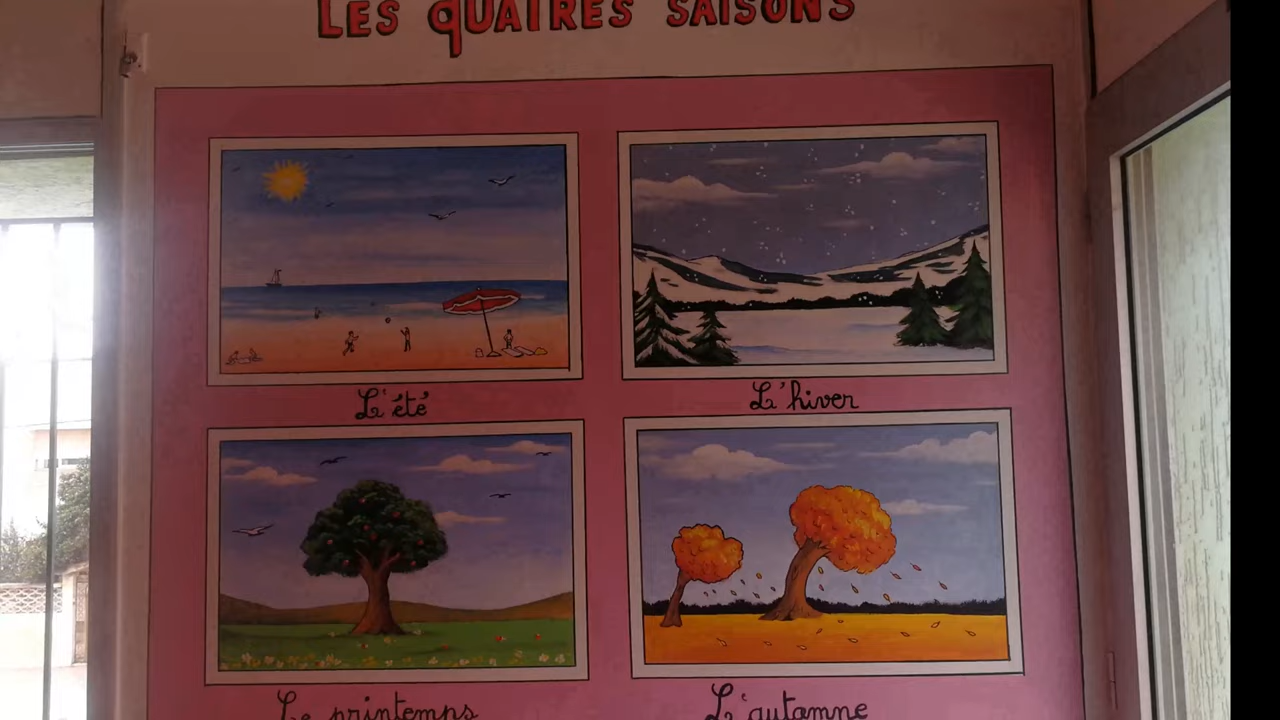 LES QUATRES SAISONS
L'été
L'hiver
Le printemps
L'automne